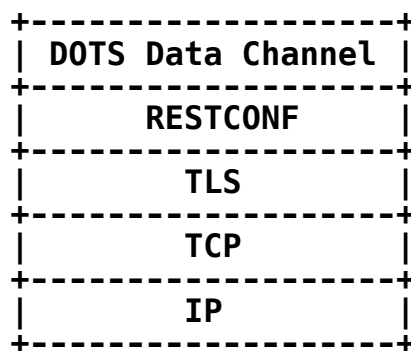 +-------------------+
| DOTS Data Channel |
+-------------------+
|      RESTCONF     |
+-------------------+
|        TLS        |
+-------------------+
|        TCP        |
+-------------------+
|        IP         |
+-------------------+